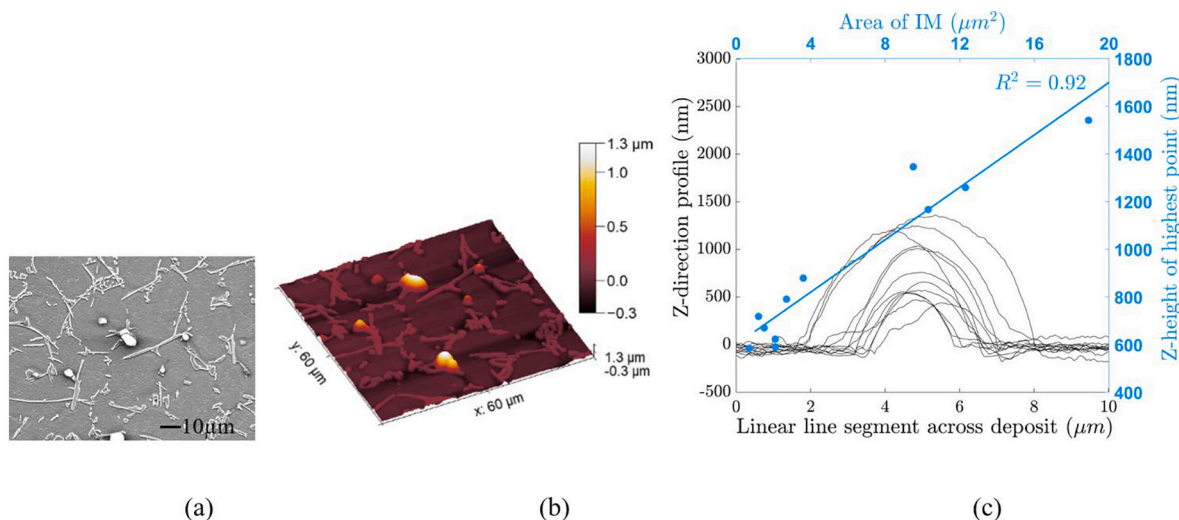 10μm
1.3 μm
1.0
0.5
0.0
−0.3
1.3 μm
-0.3 μm
y: 60 μm
x: 60 μm
Area of IM (μm²)
0 4 8 12 16 20
R² = 0.92
3000
2500
2000
1500
1000
500
0
-500
Z-direction profile (nm)
1800
1600
1400
1200
1000
800
600
400
Z-height of highest point (nm)
0 2 4 6 8 10
Linear line segment across deposit (μm)
(a) (b) (c)